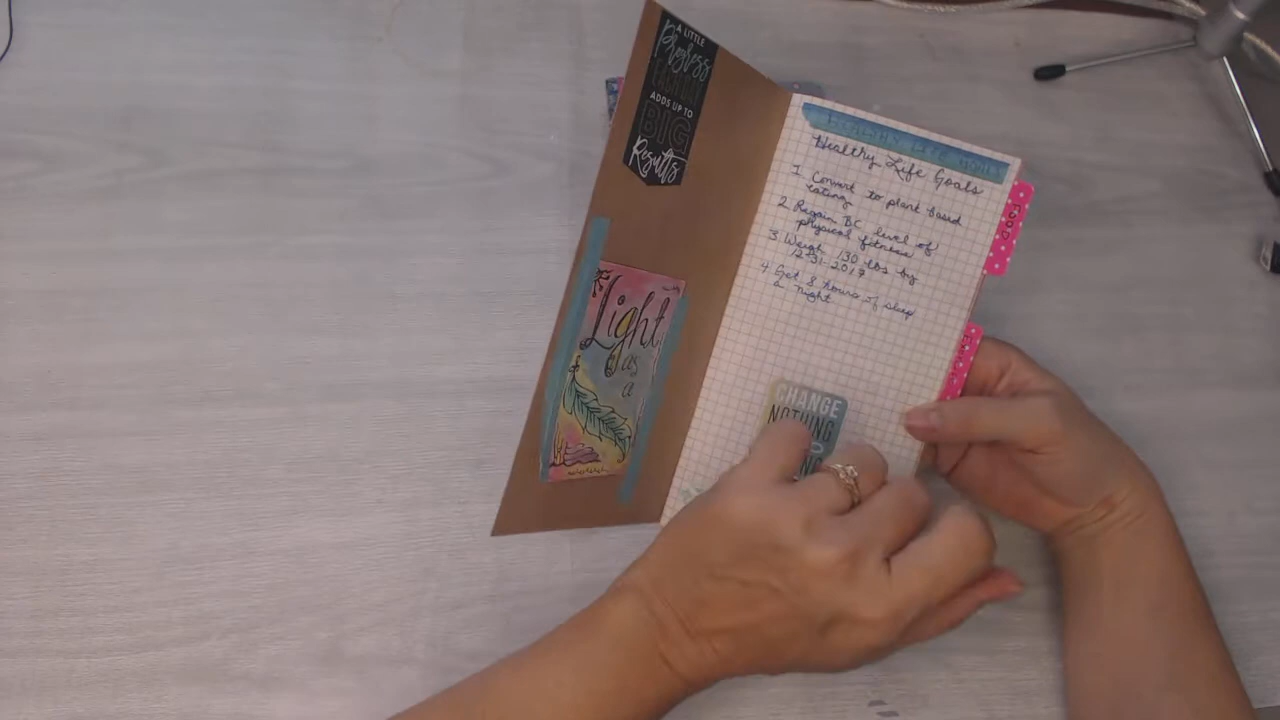 A LITTLE
Progress
ADDS UP TO
BIG
Results
Light
as
a
Healthy Life Goals
1 Convert to plant based
eating
2 Regain BC level of
physical fitness
3 Weigh 130 lbs by
12-31-2017
4 Get 8 hours of sleep
a night
CHANGE
NOTHING
FOOD